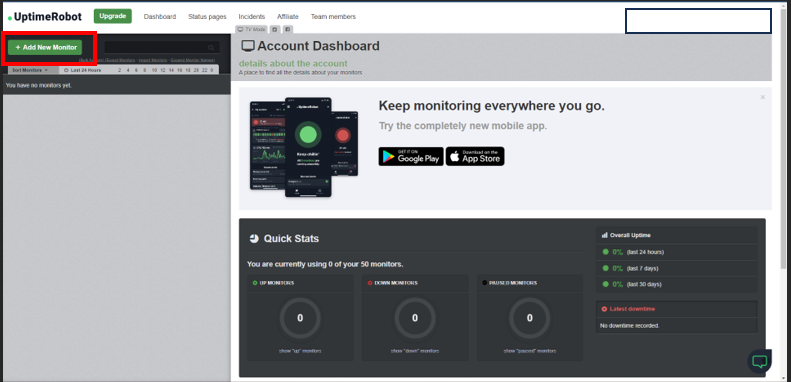 UptimeRobot
Upgrade
Dashboard Status pages Incidents Affiliate Team members
TV Mode
+ Add New Monitor
Account Dashboard
details about the account
A place to find all the details about your monitors
Sort Monitors
Last 24 Hours 2 4 6 8 10 12 14 16 18 20 22 0
You have no monitors yet.
Keep monitoring everywhere you go.
Try the completely new mobile app.
GET IT ON
Google Play
Download on the
App Store
Quick Stats
You are currently using 0 of your 50 monitors.
UP MONITORS
0
show "up" monitors
DOWN MONITORS
0
show "down" monitors
PAUSED MONITORS
0
show "paused" monitors
Overall Uptime
0% (last 24 hours)
0% (last 7 days)
0% (last 30 days)
Latest downtime
No downtime recorded.